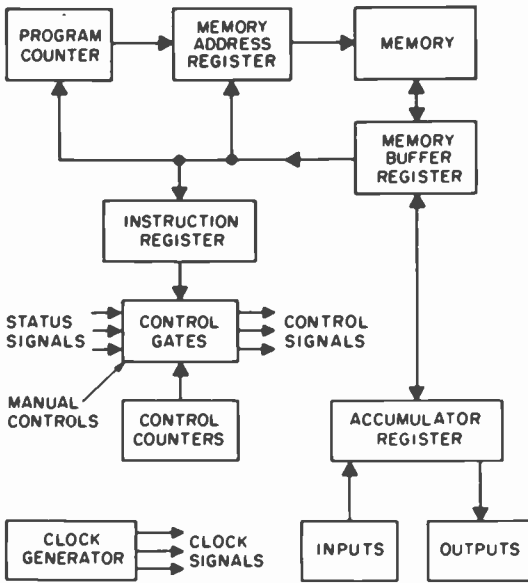 PROGRAM
COUNTER
MEMORY
ADDRESS
REGISTER
MEMORY
MEMORY
BUFFER
REGISTER
INSTRUCTION
REGISTER
STATUS
SIGNALS
CONTROL
GATES
CONTROL
SIGNALS
MANUAL
CONTROLS
CONTROL
COUNTERS
ACCUMULATOR
REGISTER
CLOCK
GENERATOR
CLOCK
SIGNALS
INPUTS
OUTPUTS